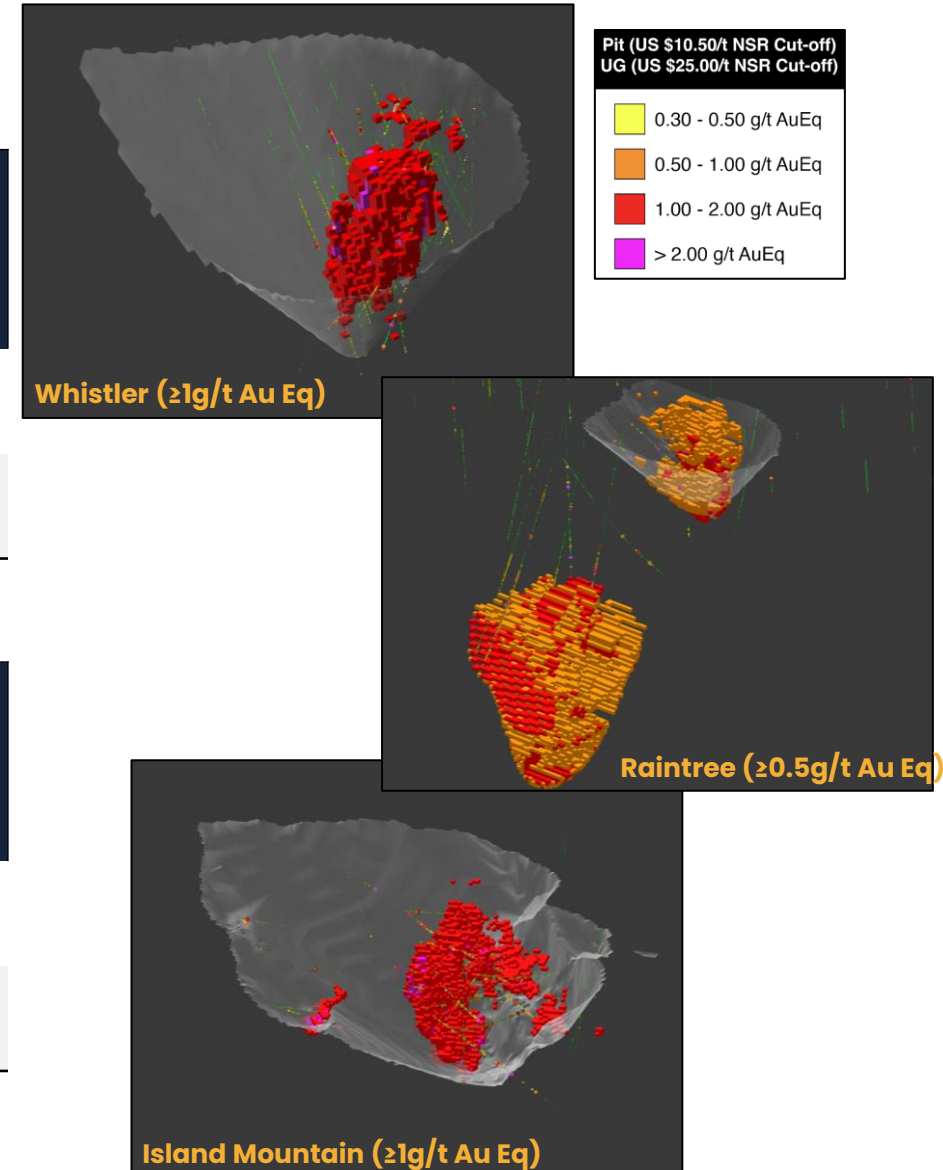 Pit (US $10.50/t NSR Cut-off)
UG (US $25.00/t NSR Cut-off)
0.30 - 0.50 g/t AuEq
0.50 - 1.00 g/t AuEq
1.00 - 2.00 g/t AuEq
> 2.00 g/t AuEq
Whistler (≥1g/t Au Eq)
Raintree (≥0.5g/t Au Eq)
Island Mountain (≥1g/t Au Eq)